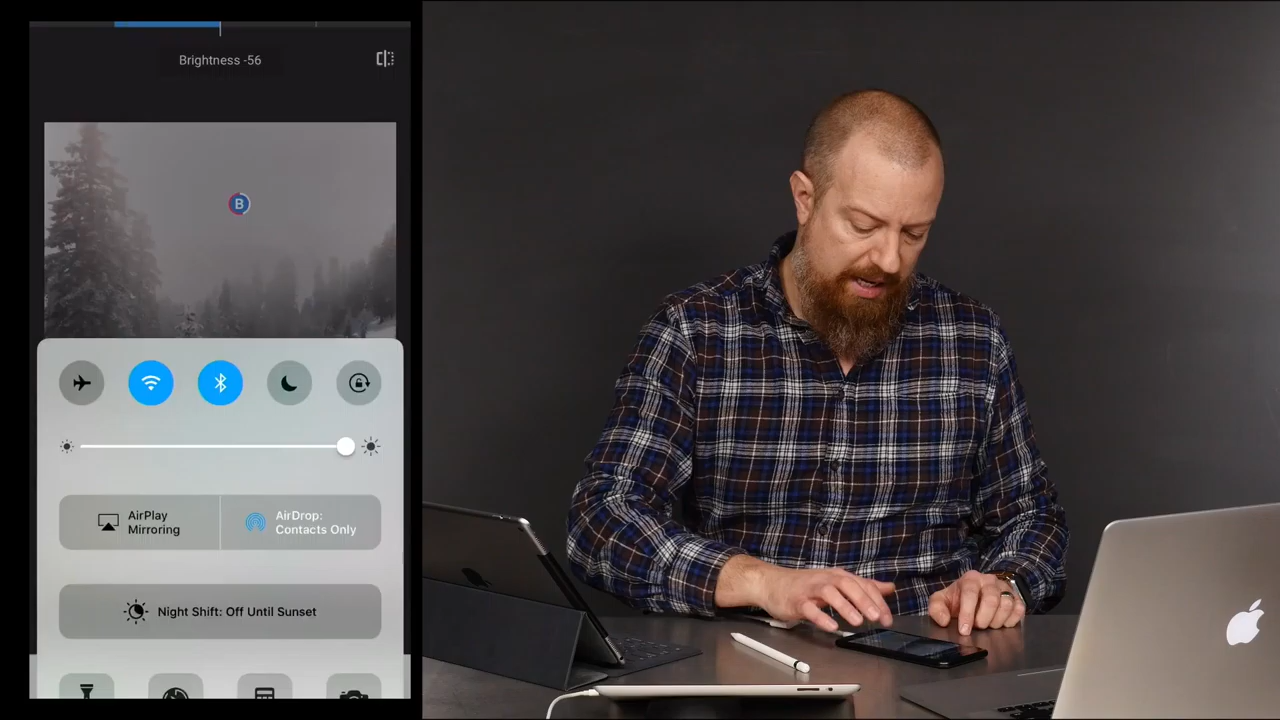 Brightness -56
B
AirPlay
Mirroring
AirDrop:
Contacts Only
Night Shift: Off Until Sunset